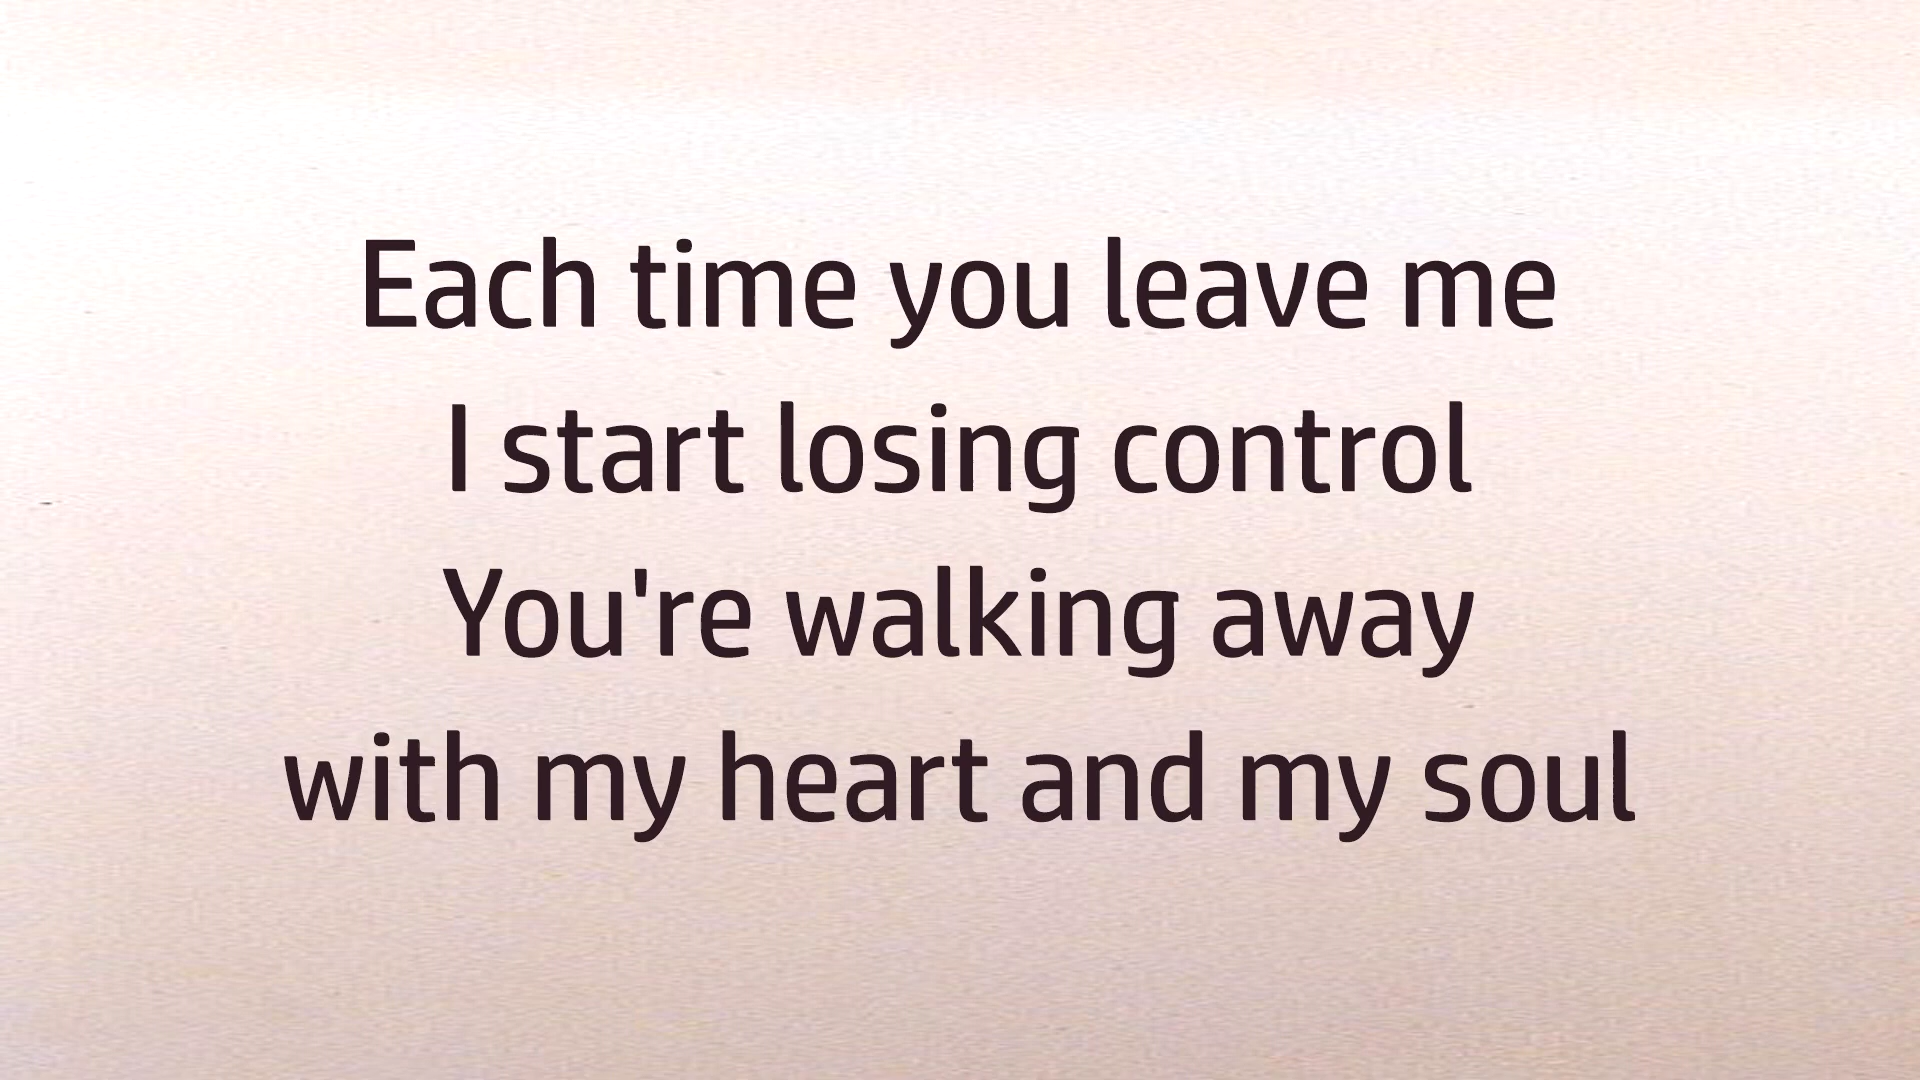 Each time you leave me
I start losing control
You're walking away
with my heart and my soul